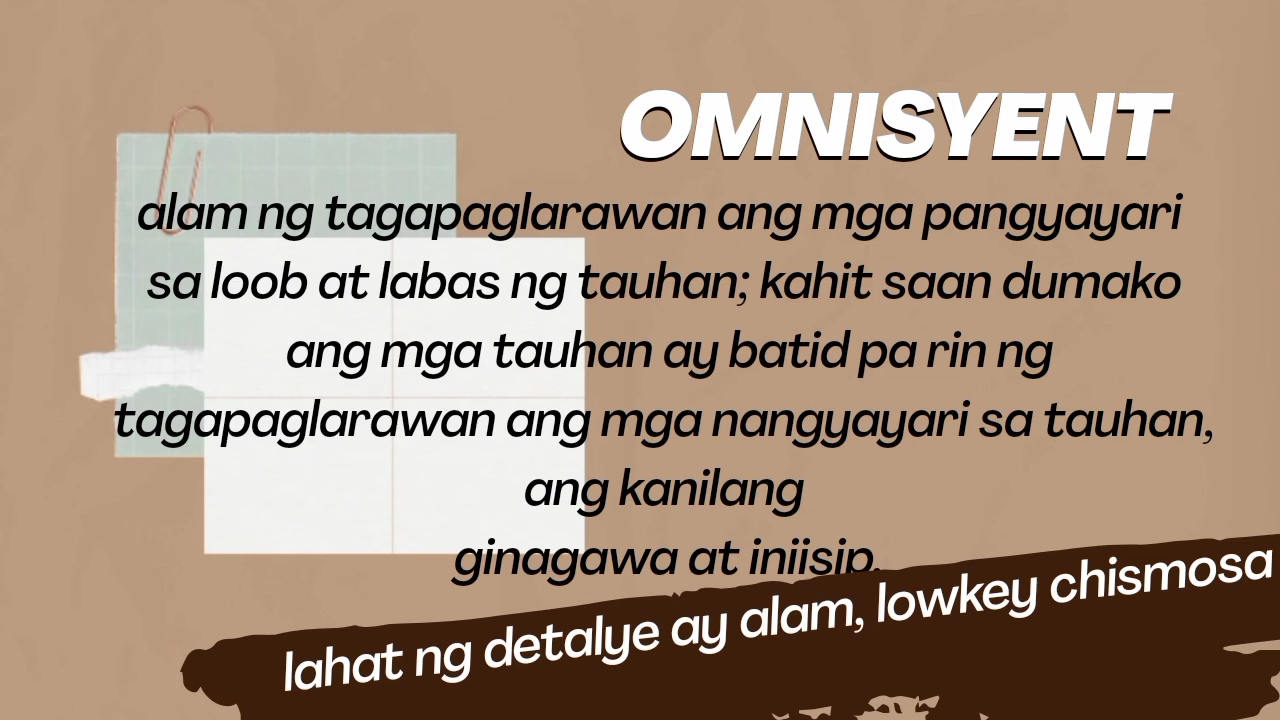 OMNISYENT
alam ng tagapaglarawan ang mga pangyayari
sa loob at labas ng tauhan; kahit saan dumako
ang mga tauhan ay batid pa rin ng
tagapaglarawan ang mga nangyayari sa tauhan,
ang kanilang
ginagawa at iniisip.
lahat ng detalye ay alam, lowkey chismosa